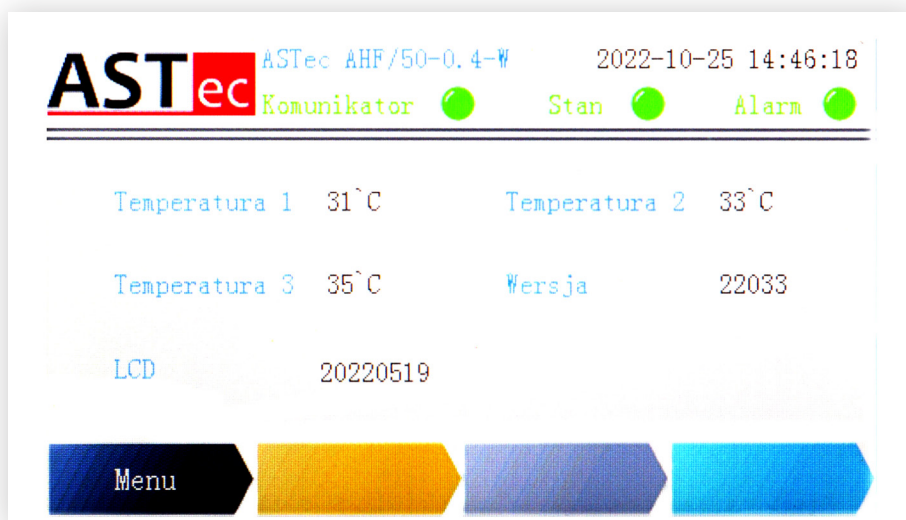 ASTec
ASTec AHF/50-0.4-W 2022-10-25 14:46:18
Komunikator Stan Alarm
Temperatura 1 31`C Temperatura 2 33`C
Temperatura 3 35`C Wersja 22033
LCD 20220519
Menu